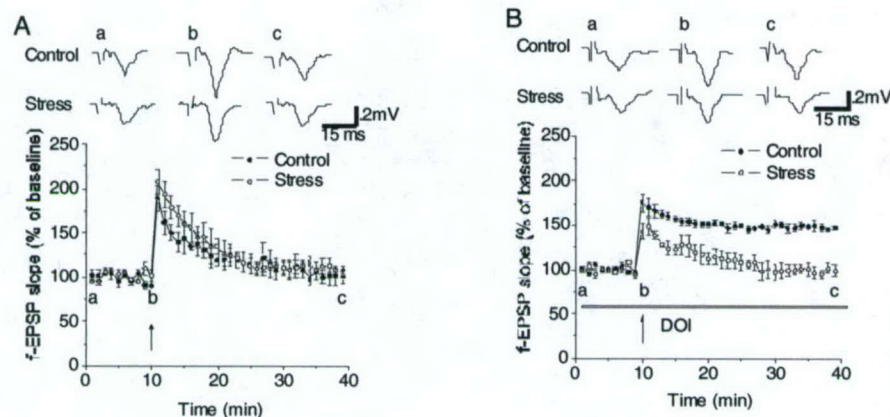 A
a b c
Control
Stress
.2mV
15 ms
250
200
150
100
50
0
f-EPSP slope (% of baseline)
Control
Stress
a b c
0 10 20 30 40
Time (min)
B
a b c
Control
Stress
.2mV
15 ms
250
200
150
100
50
0
f-EPSP slope (% of baseline)
Control
Stress
a b c
DOI
0 10 20 30 40
Time (min)